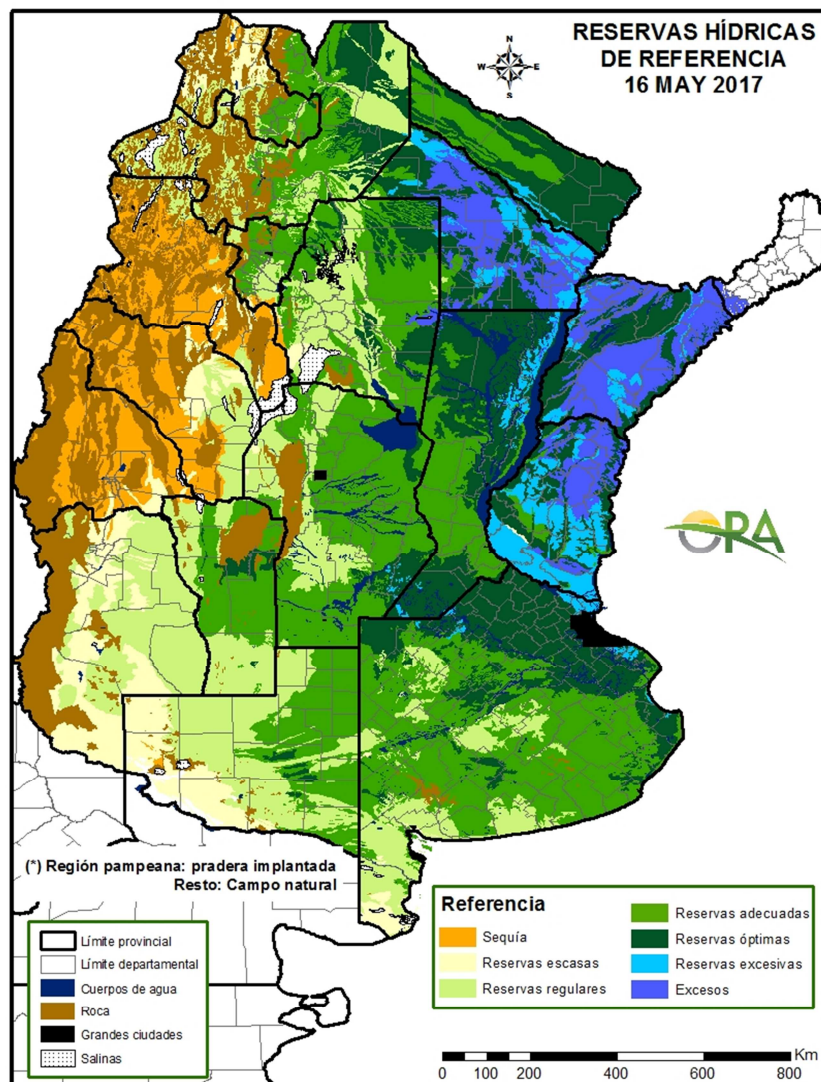 RESERVAS HÍDRICAS
DE REFERENCIA
16 MAY 2017
N
W E
S
ORA
(*) Región pampeana: pradera implantada
Resto: Campo natural
Límite provincial
Límite departamental
Cuerpos de agua
Roca
Grandes ciudades
Salinas
Referencia
Sequía
Reservas escasas
Reservas regulares
Reservas adecuadas
Reservas óptimas
Reservas excesivas
Excesos
0 100 200 400 600 800 Km